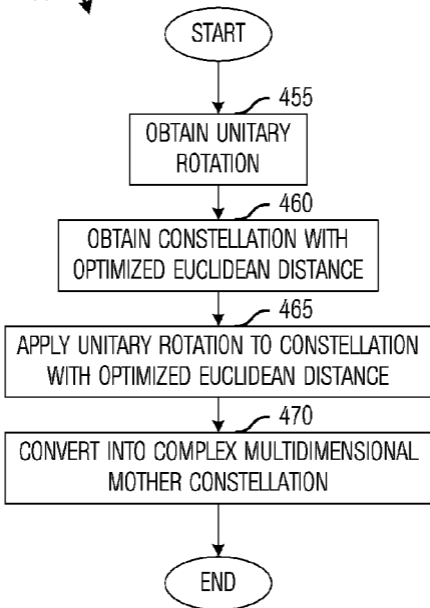 START
455
OBTAIN UNITARY
ROTATION
460
OBTAIN CONSTELLATION WITH
OPTIMIZED EUCLIDEAN DISTANCE
465
APPLY UNITARY ROTATION TO CONSTELLATION
WITH OPTIMIZED EUCLIDEAN DISTANCE
470
CONVERT INTO COMPLEX MULTIDIMENSIONAL
MOTHER CONSTELLATION
END